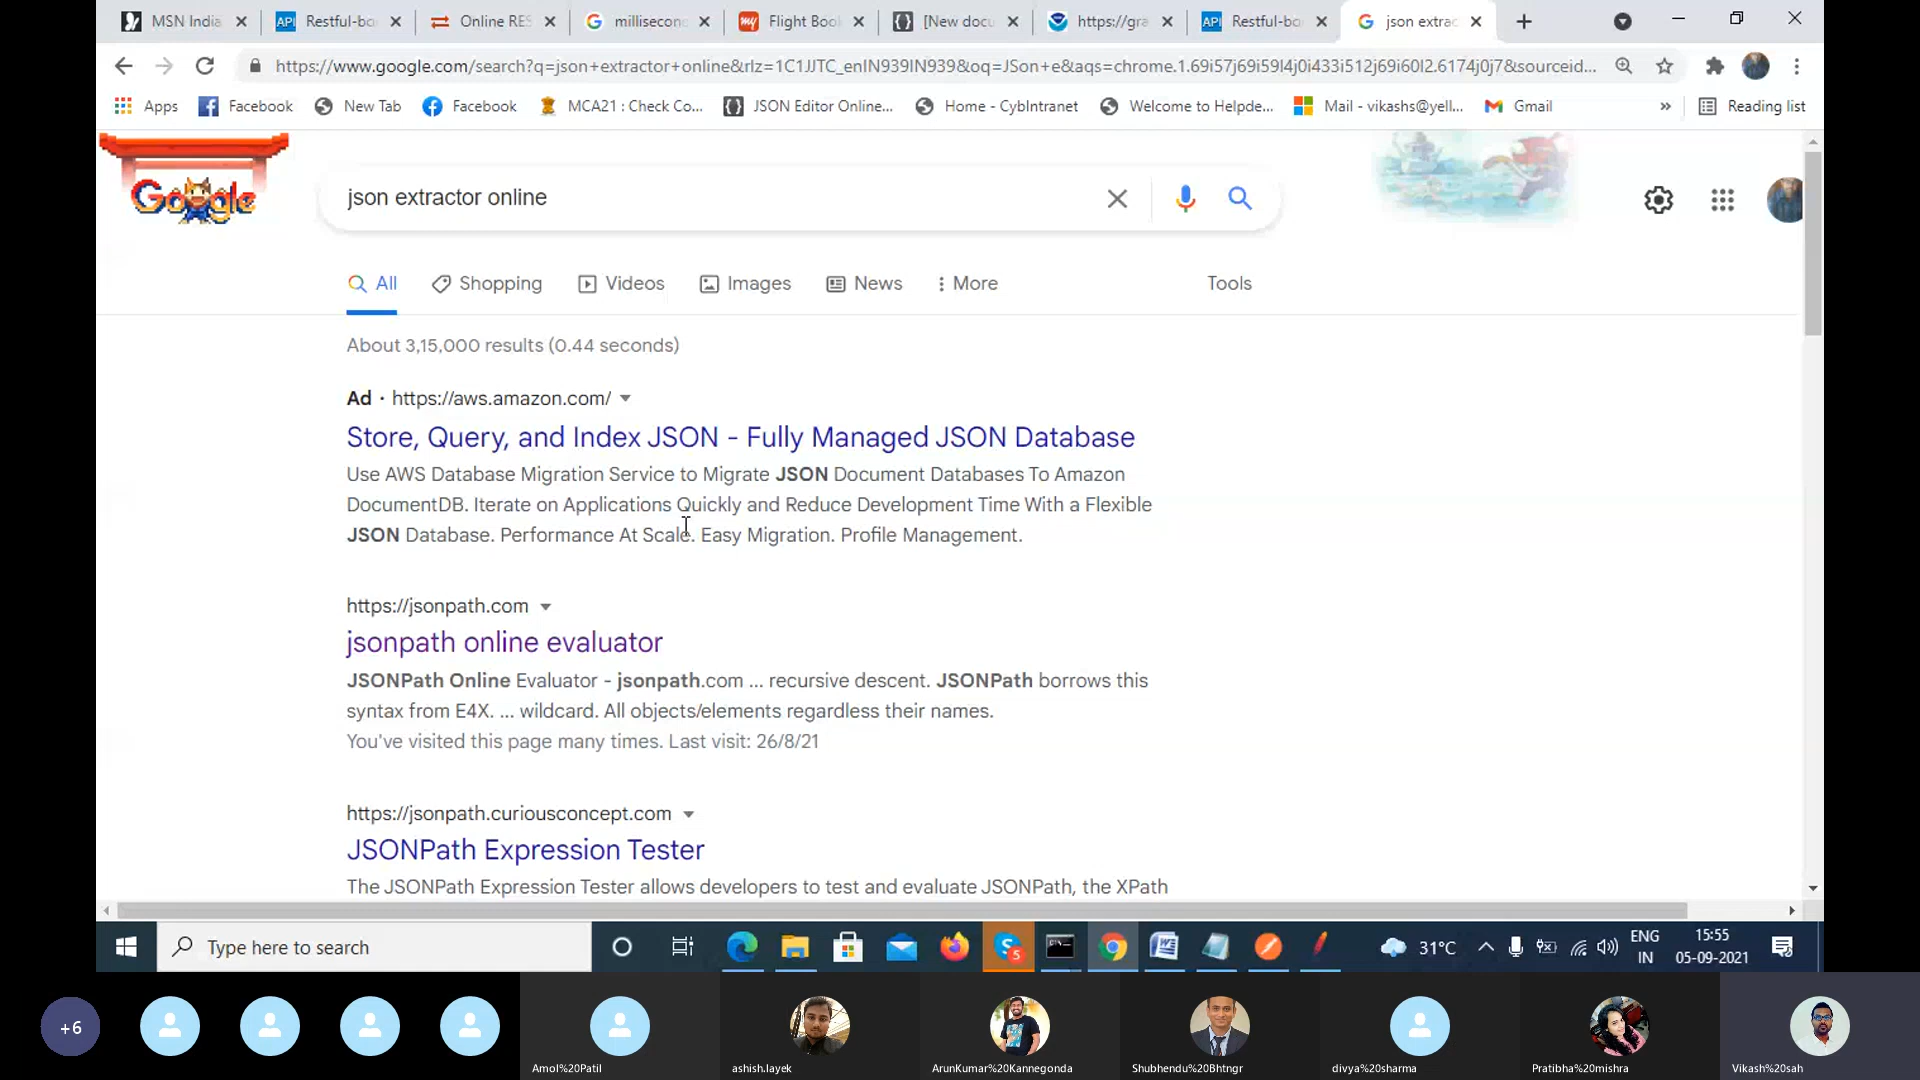 MSN India
Restful-bo
Online RES
millisecon
Flight Boo
[New docu
https://gra
Restful-bo
json extrac
https://www.google.com/search?q=json+extractor+online&rlz=1C1JJTC_enIN939IN939&oq=JSon+e&aqs=chrome.1.69i57j69i59l4j0i433i512j69i60l2.6174j0j7&sourceid...
Apps
Facebook
New Tab
Facebook
MCA21 : Check Co...
JSON Editor Online...
Home - CybIntranet
Welcome to Helpde...
Mail - vikashs@yell...
Gmail
»
Reading list
Google
json extractor online
All
Shopping
Videos
Images
News
More
Tools
About 3,15,000 results (0.44 seconds)
Ad · https://aws.amazon.com/
Store, Query, and Index JSON - Fully Managed JSON Database
Use AWS Database Migration Service to Migrate JSON Document Databases To Amazon
DocumentDB. Iterate on Applications Quickly and Reduce Development Time With a Flexible
JSON Database. Performance At Scale. Easy Migration. Profile Management.
https://jsonpath.com
jsonpath online evaluator
JSONPath Online Evaluator - jsonpath.com ... recursive descent. JSONPath borrows this
syntax from E4X. ... wildcard. All objects/elements regardless their names.
You've visited this page many times. Last visit: 26/8/21
https://jsonpath.curiousconcept.com
JSONPath Expression Tester
The JSONPath Expression Tester allows developers to test and evaluate JSONPath, the XPath
Type here to search
31°C
ENG
IN
15:55
05-09-2021
+6
Amol%20Patil
ashish.layek
ArunKumar%20Kannegonda
Shubhendu%20Bhtngr
divya%20sharma
Pratibha%20mishra
Vikash%20sah